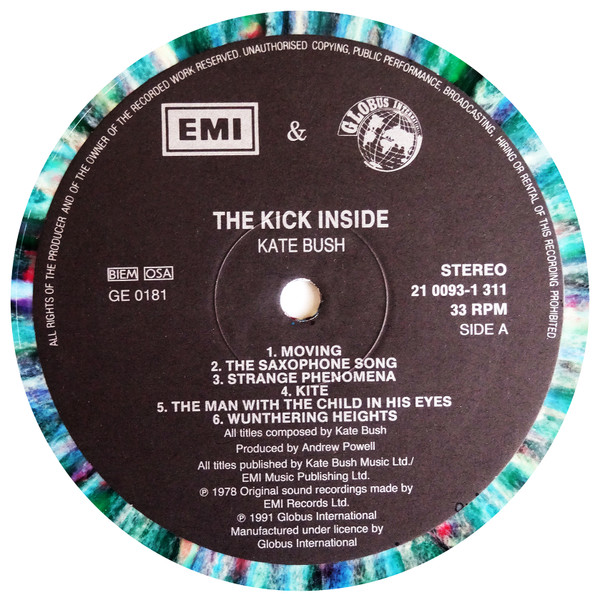 ALL RIGHTS OF THE PRODUCER AND OF THE OWNER OF THE RECORDED WORK RESERVED. UNAUTHORISED COPYING, PUBLIC PERFORMANCE, BROADCASTING, HIRING OR RENTAL OF THIS RECORDING PROHIBITED.
EMI & GLOBUS INTERNATIONAL
THE KICK INSIDE
KATE BUSH
BIEM OSA
GE 0181
STEREO
21 0093-1 311
33 RPM
SIDE A
1. MOVING
2. THE SAXOPHONE SONG
3. STRANGE PHENOMENA
4. KITE
5. THE MAN WITH THE CHILD IN HIS EYES
6. WUNTHERING HEIGHTS
All titles composed by Kate Bush
Produced by Andrew Powell
All titles published by Kate Bush Music Ltd./
EMI Music Publishing Ltd.
℗ 1978 Original sound recordings made by
EMI Records Ltd.
℗ 1991 Globus International
Manufactured under licence by
Globus International